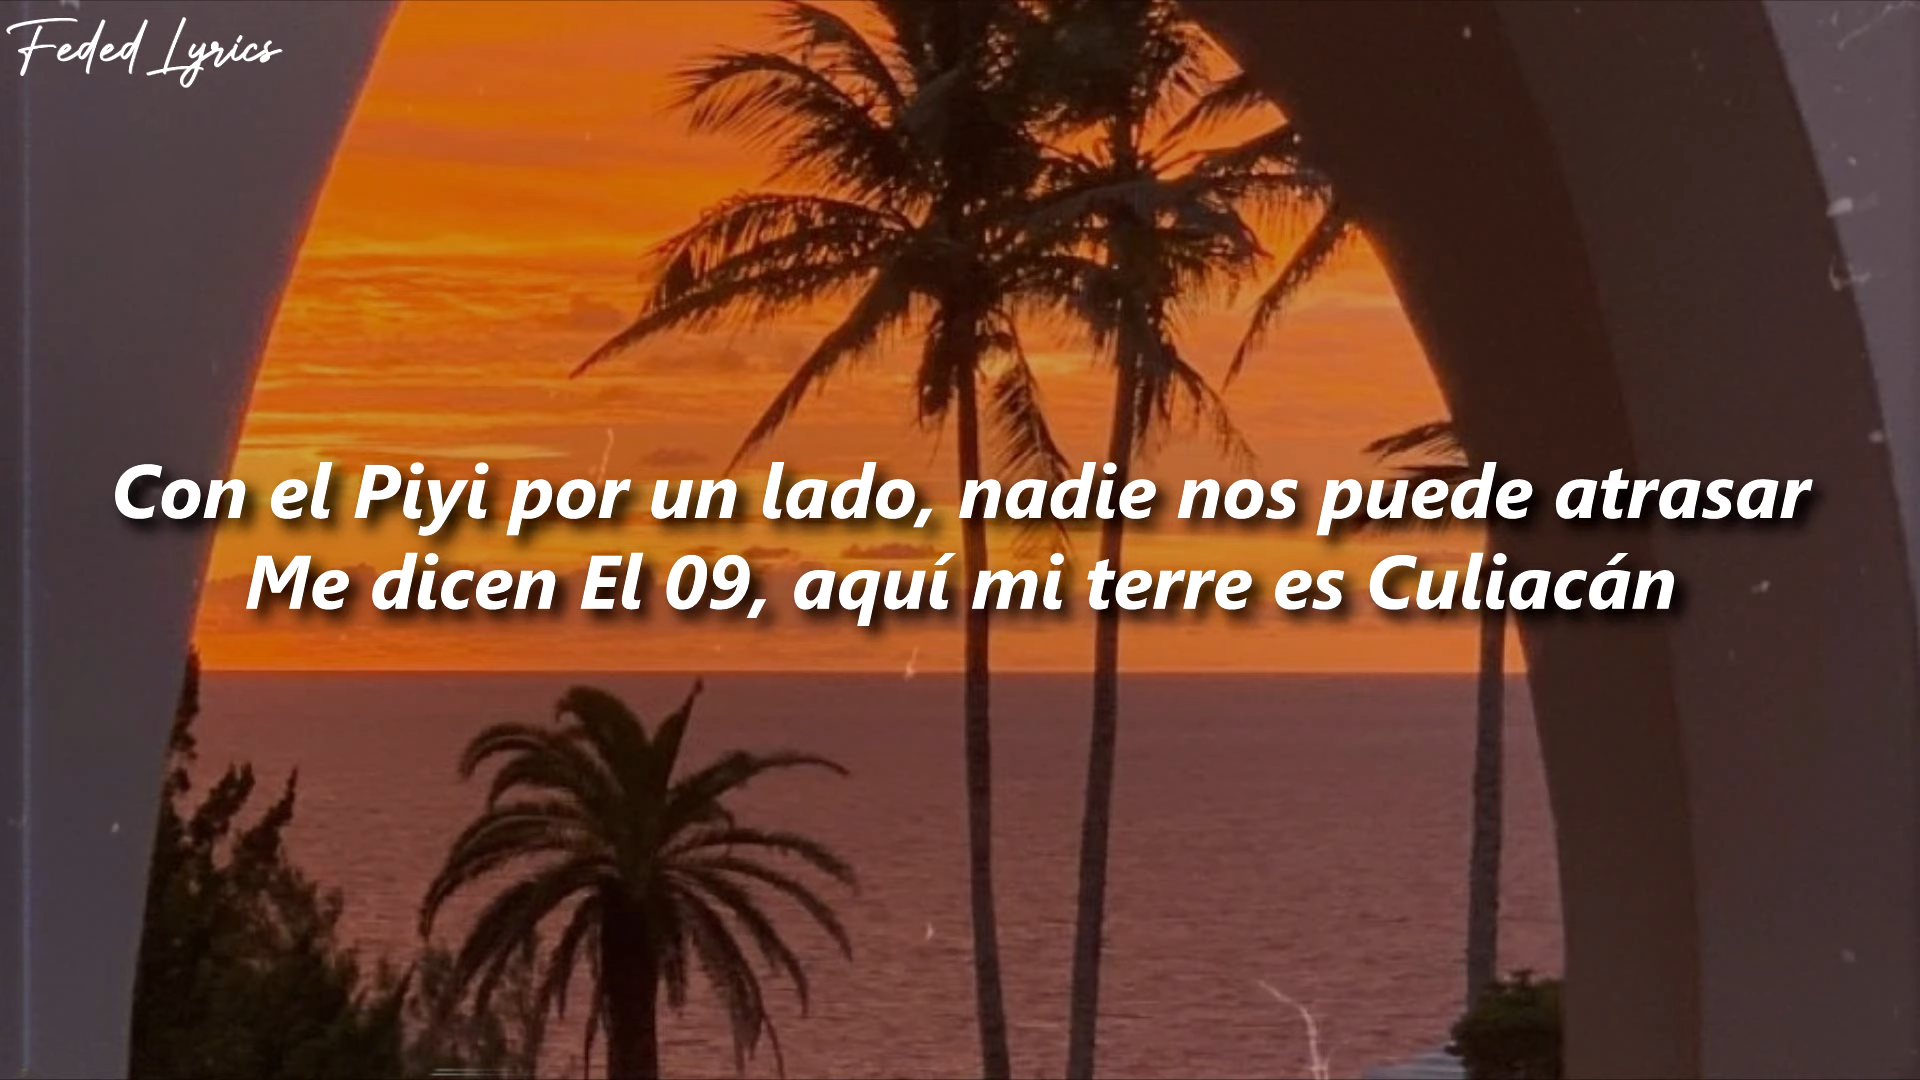 Feded Lyrics
Con el Piyi por un lado, nadie nos puede atrasar
Me dicen El 09, aquí mi terre es Culiacán